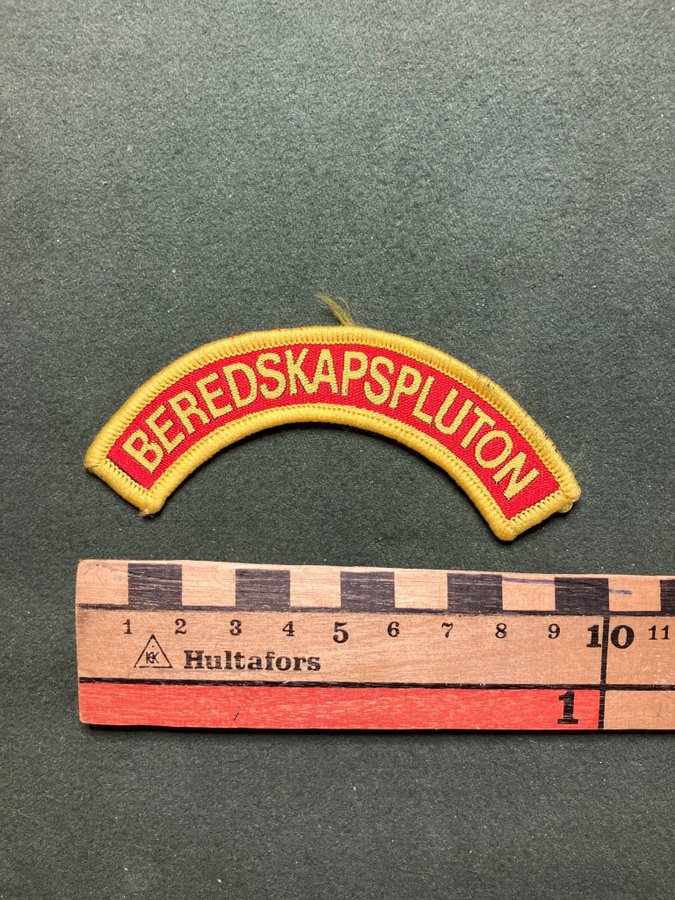 BEREDSKAPSPLUTON
1 2 3 4 5 6 7 8 9 10 11
Hultafors
1